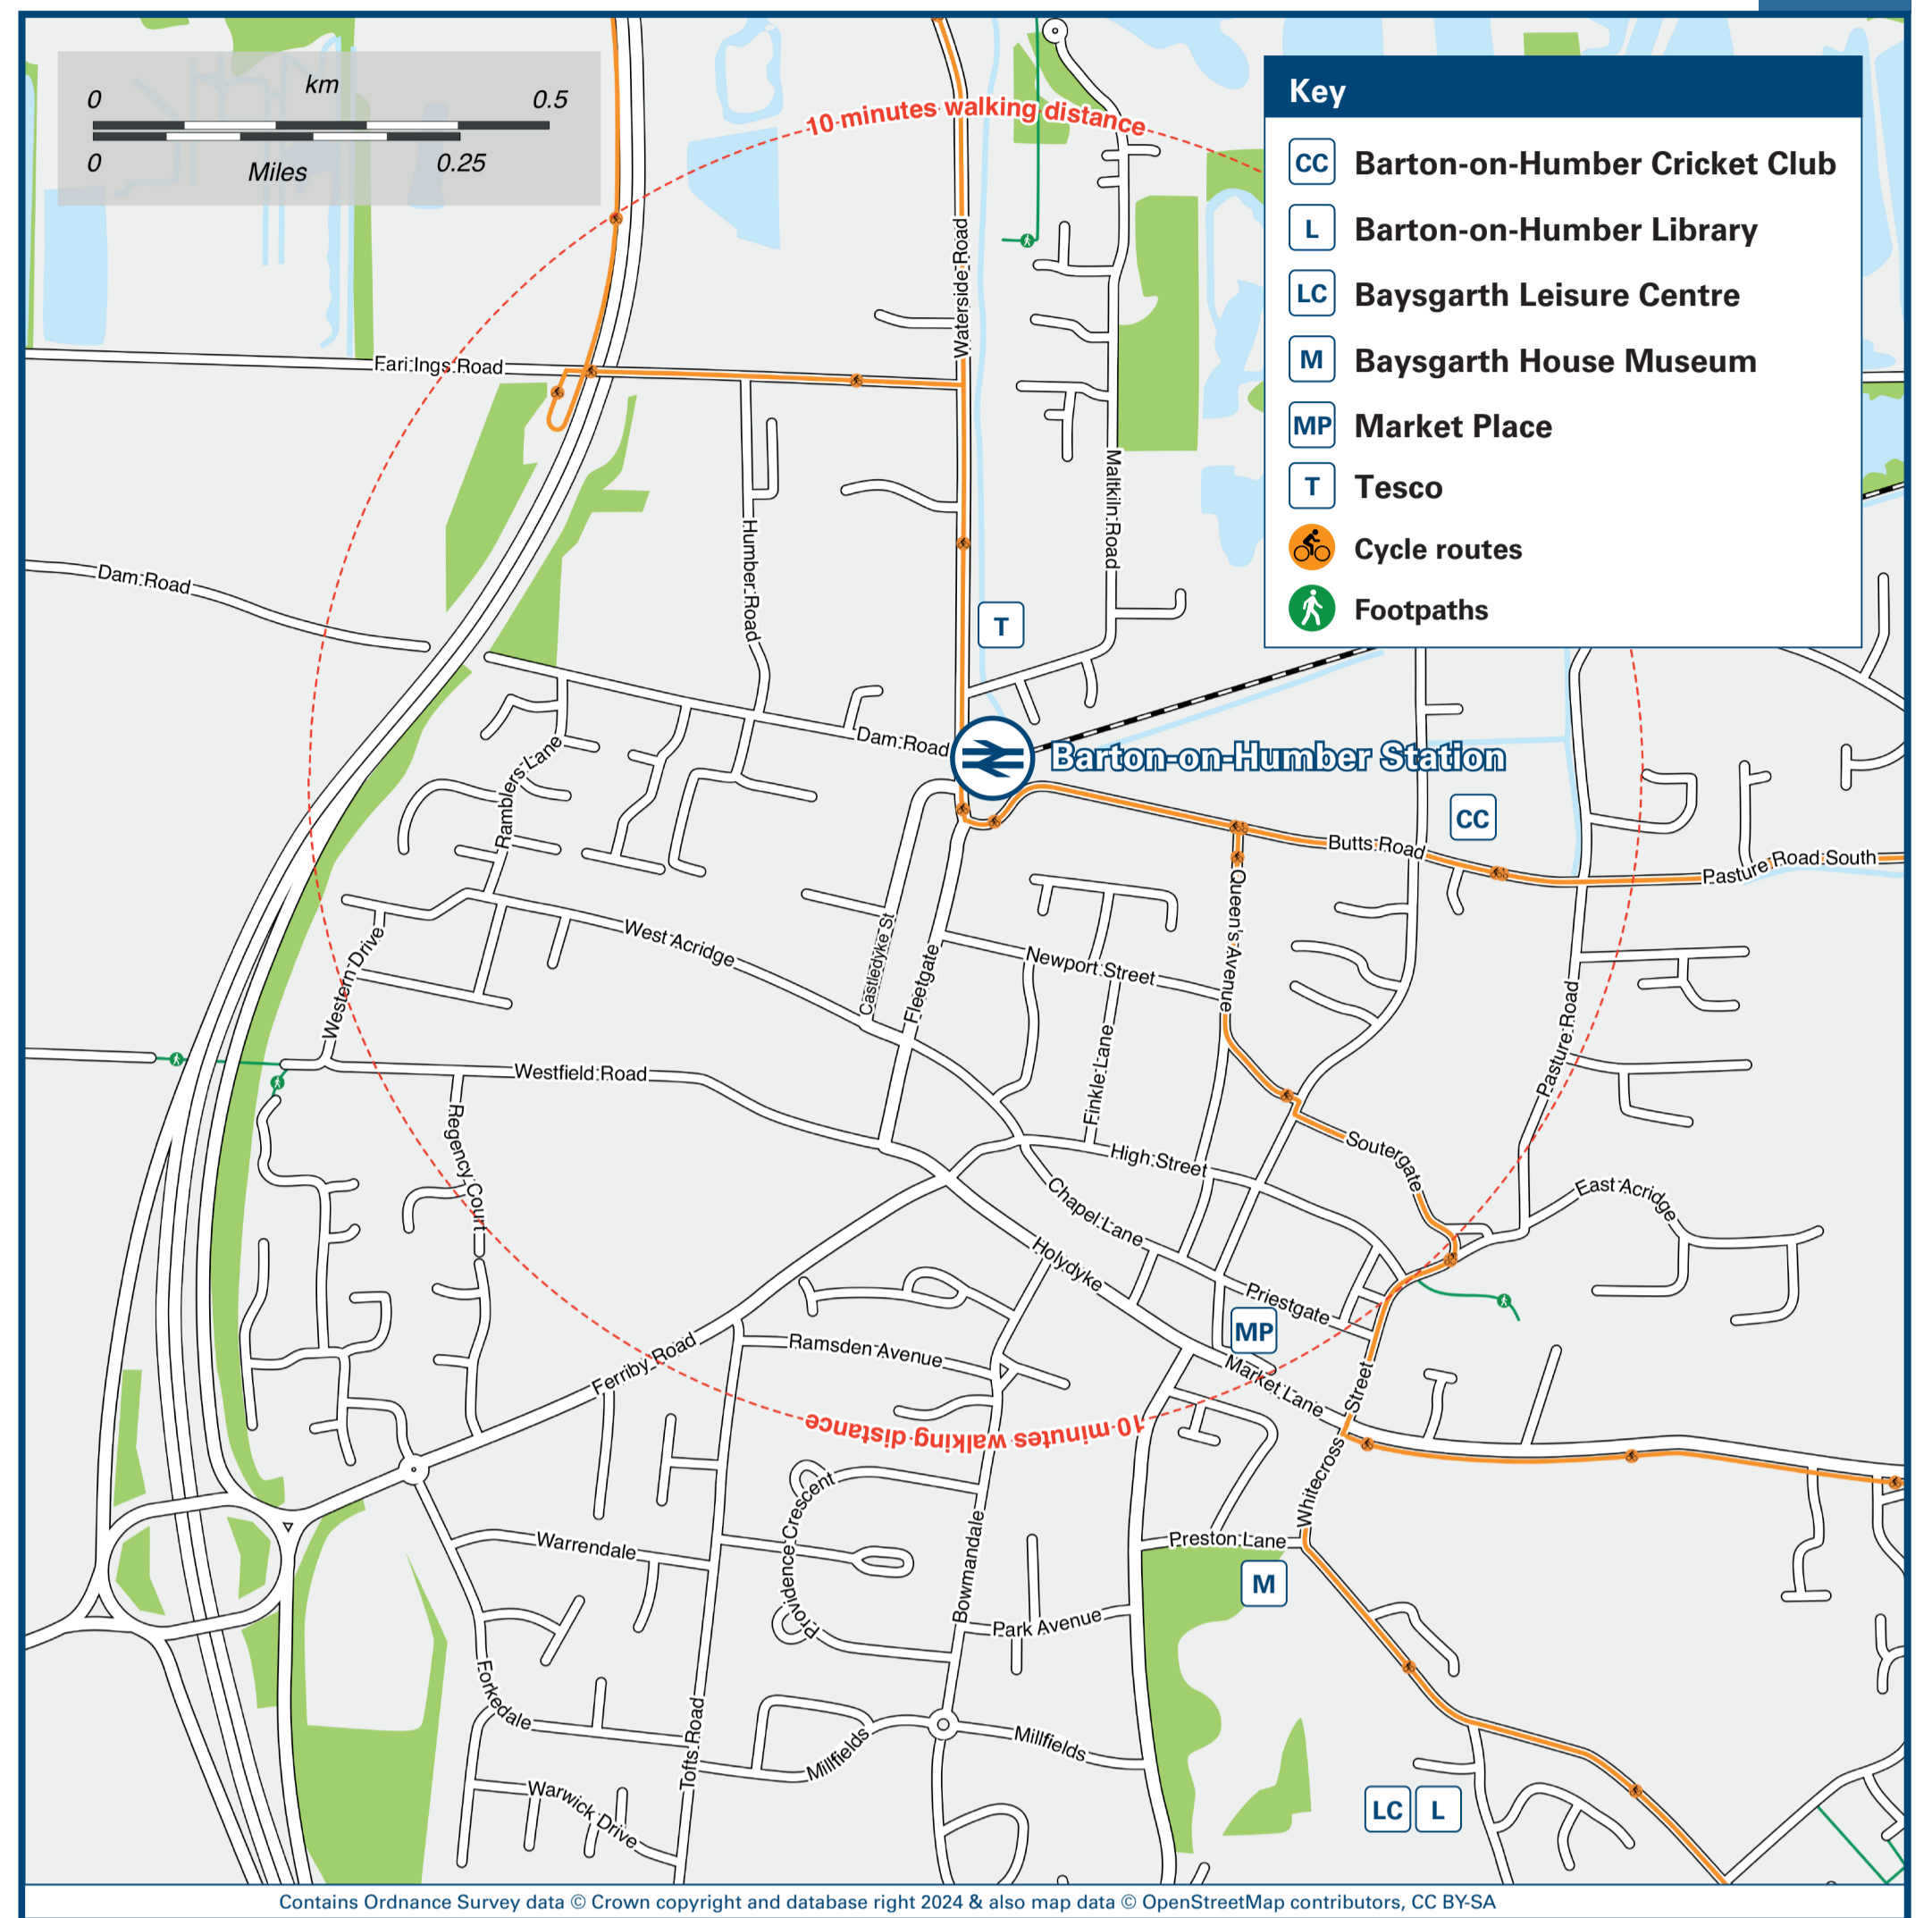 km
0
0.5
0
Miles
0.25
10 minutes walking distance
Key
CC
Barton-on-Humber Cricket Club
L
Barton-on-Humber Library
LC
Baysgarth Leisure Centre
M
Baysgarth House Museum
MP
Market Place
T
Tesco
Cycle routes
Footpaths
Waterside Road
Fari Ings Road
Maltkiln Road
Humber Road
Dam Road
T
Dam Road
Barton-on-Humber Station
Ramblers Lane
CC
Butts Road
Pasture Road South
Queen's Avenue
West Acridge
Castledyke St
Fleetgate
Newport Street
Western Drive
Pasture Road
Finkle Lane
Westfield Road
Regency Court
Soutergate
High Street
East Acridge
Chapel Lane
Holydyke
Priestgate
MP
Ramsden Avenue
Ferriby Road
Market Lane
10 minutes walking distance
Whitecross Street
Providence Crescent
Warrendale
Preston Lane
M
Bowmandale
Park Avenue
Forkedale
Tofts Road
Millfields
Millfields
Warwick Drive
LC
L
Contains Ordnance Survey data © Crown copyright and database right 2024 & also map data © OpenStreetMap contributors, CC BY-SA